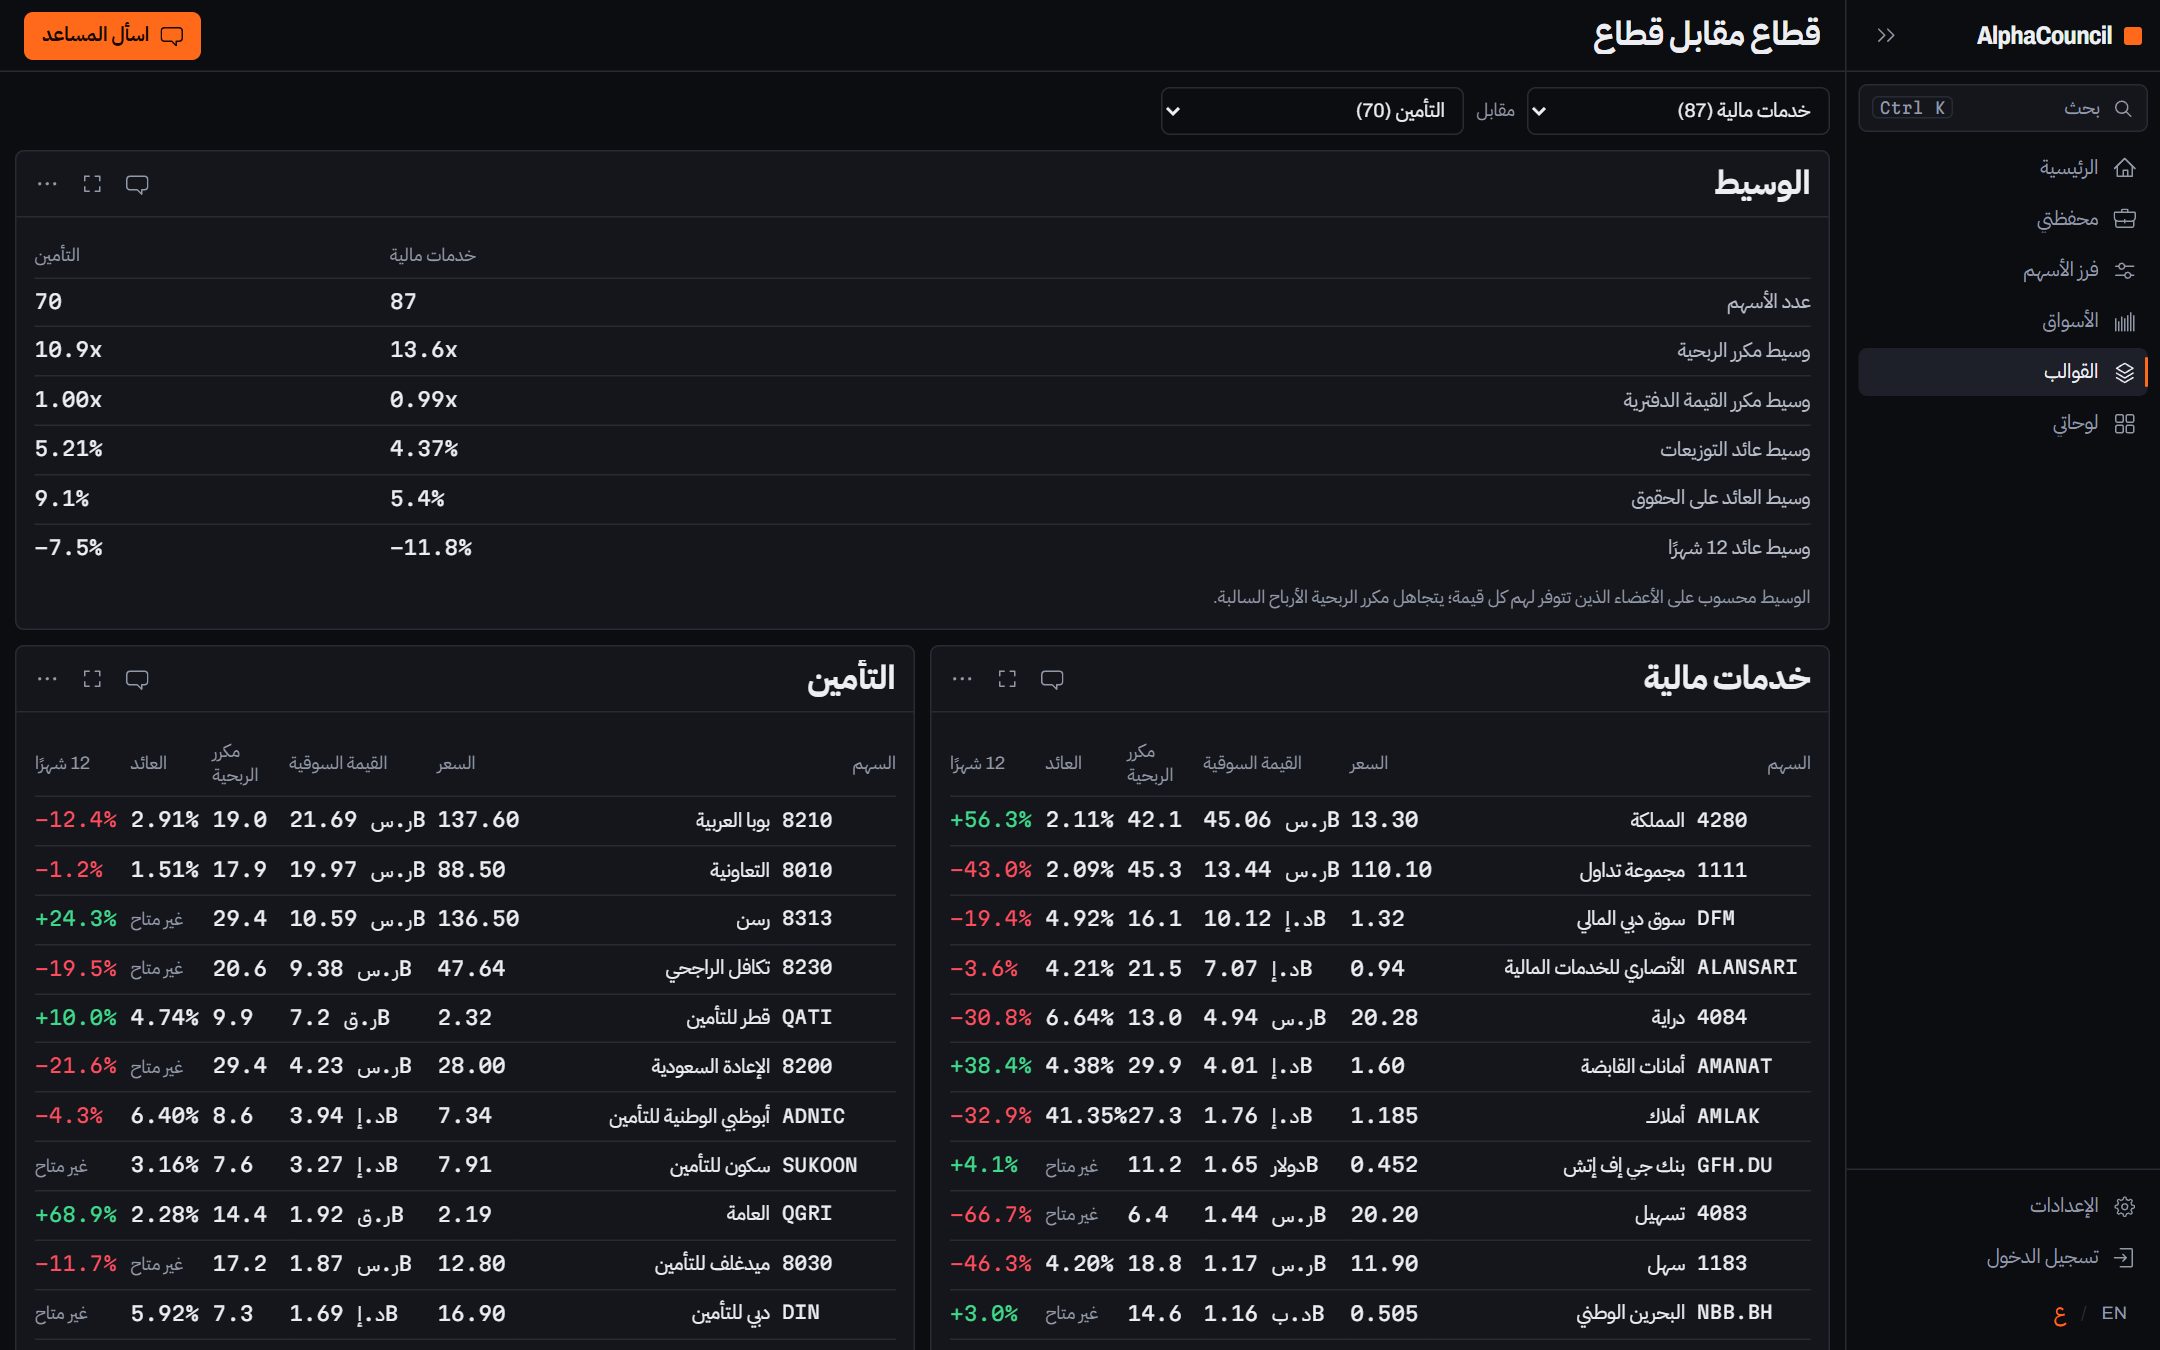 AlphaCouncil
بحث
Ctrl K
الرئيسية
محفظتي
فرز الأسهم
الأسواق
القوالب
لوحاتي
الإعدادات
تسجيل الدخول
EN / ع
قطاع مقابل قطاع
اسأل المساعد
خدمات مالية (87) مقابل التأمين (70)
الوسيط
خدمات مالية التأمين
عدد الأسهم 87 70
وسيط مكرر الربحية 13.6x 10.9x
وسيط مكرر القيمة الدفترية 0.99x 1.00x
وسيط عائد التوزيعات 4.37% 5.21%
وسيط العائد على الحقوق 5.4% 9.1%
وسيط عائد 12 شهرًا −11.8% −7.5%
الوسيط محسوب على الأعضاء الذين تتوفر لهم كل قيمة؛ يتجاهل مكرر الربحية الأرباح السالبة.
خدمات مالية
السهم السعر القيمة السوقية مكرر الربحية العائد 12 شهرًا
4280 المملكة 13.30 45.06 ر.سB 42.1 2.11% +56.3%
1111 مجموعة تداول 110.10 13.44 ر.سB 45.3 2.09% −43.0%
DFM سوق دبي المالي 1.32 10.12 د.إB 16.1 4.92% −19.4%
ALANSARI الأنصاري للخدمات المالية 0.94 7.07 د.إB 21.5 4.21% −3.6%
4084 دراية 20.28 4.94 ر.سB 13.0 6.64% −30.8%
AMANAT أمانات القابضة 1.60 4.01 د.إB 29.9 4.38% +38.4%
AMLAK أملاك 1.185 1.76 د.إB 27.3 41.35% −32.9%
GFH.DU بنك جي إف إتش 0.452 1.65 دولارB 11.2 غير متاح +4.1%
4083 تسهيل 20.20 1.44 ر.سB 6.4 غير متاح −66.7%
1183 سهل 11.90 1.17 ر.سB 18.8 4.20% −46.3%
NBB.BH البحرين الوطني 0.505 1.16 د.بB 14.6 غير متاح +3.0%
التأمين
السهم السعر القيمة السوقية مكرر الربحية العائد 12 شهرًا
8210 بوبا العربية 137.60 21.69 ر.سB 19.0 2.91% −12.4%
8010 التعاونية 88.50 19.97 ر.سB 17.9 1.51% −1.2%
8313 رسن 136.50 10.59 ر.سB 29.4 غير متاح +24.3%
8230 تكافل الراجحي 47.64 9.38 ر.سB 20.6 غير متاح −19.5%
QATI قطر للتأمين 2.32 7.2 ر.قB 9.9 4.74% +10.0%
8200 الإعادة السعودية 28.00 4.23 ر.سB 29.4 غير متاح −21.6%
ADNIC أبوظبي الوطنية للتأمين 7.34 3.94 د.إB 8.6 6.40% −4.3%
SUKOON سكون للتأمين 7.91 3.27 د.إB 7.6 3.16% غير متاح
QGRI العامة 2.19 1.92 ر.قB 14.4 2.28% +68.9%
8030 ميدغلف للتأمين 12.80 1.87 ر.سB 17.2 غير متاح −11.7%
DIN دبي للتأمين 16.90 1.69 د.إB 7.3 5.92% غير متاح